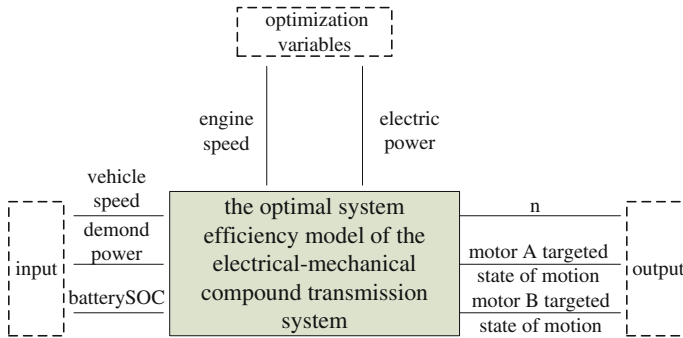 optimization
variables
engine
speed
electric
power
vehicle
speed
demond
power
batterySOC
input
the optimal system
efficiency model of the
electrical-mechanical
compound transmission
system
n
motor A targeted
state of motion
motor B targeted
state of motion
output